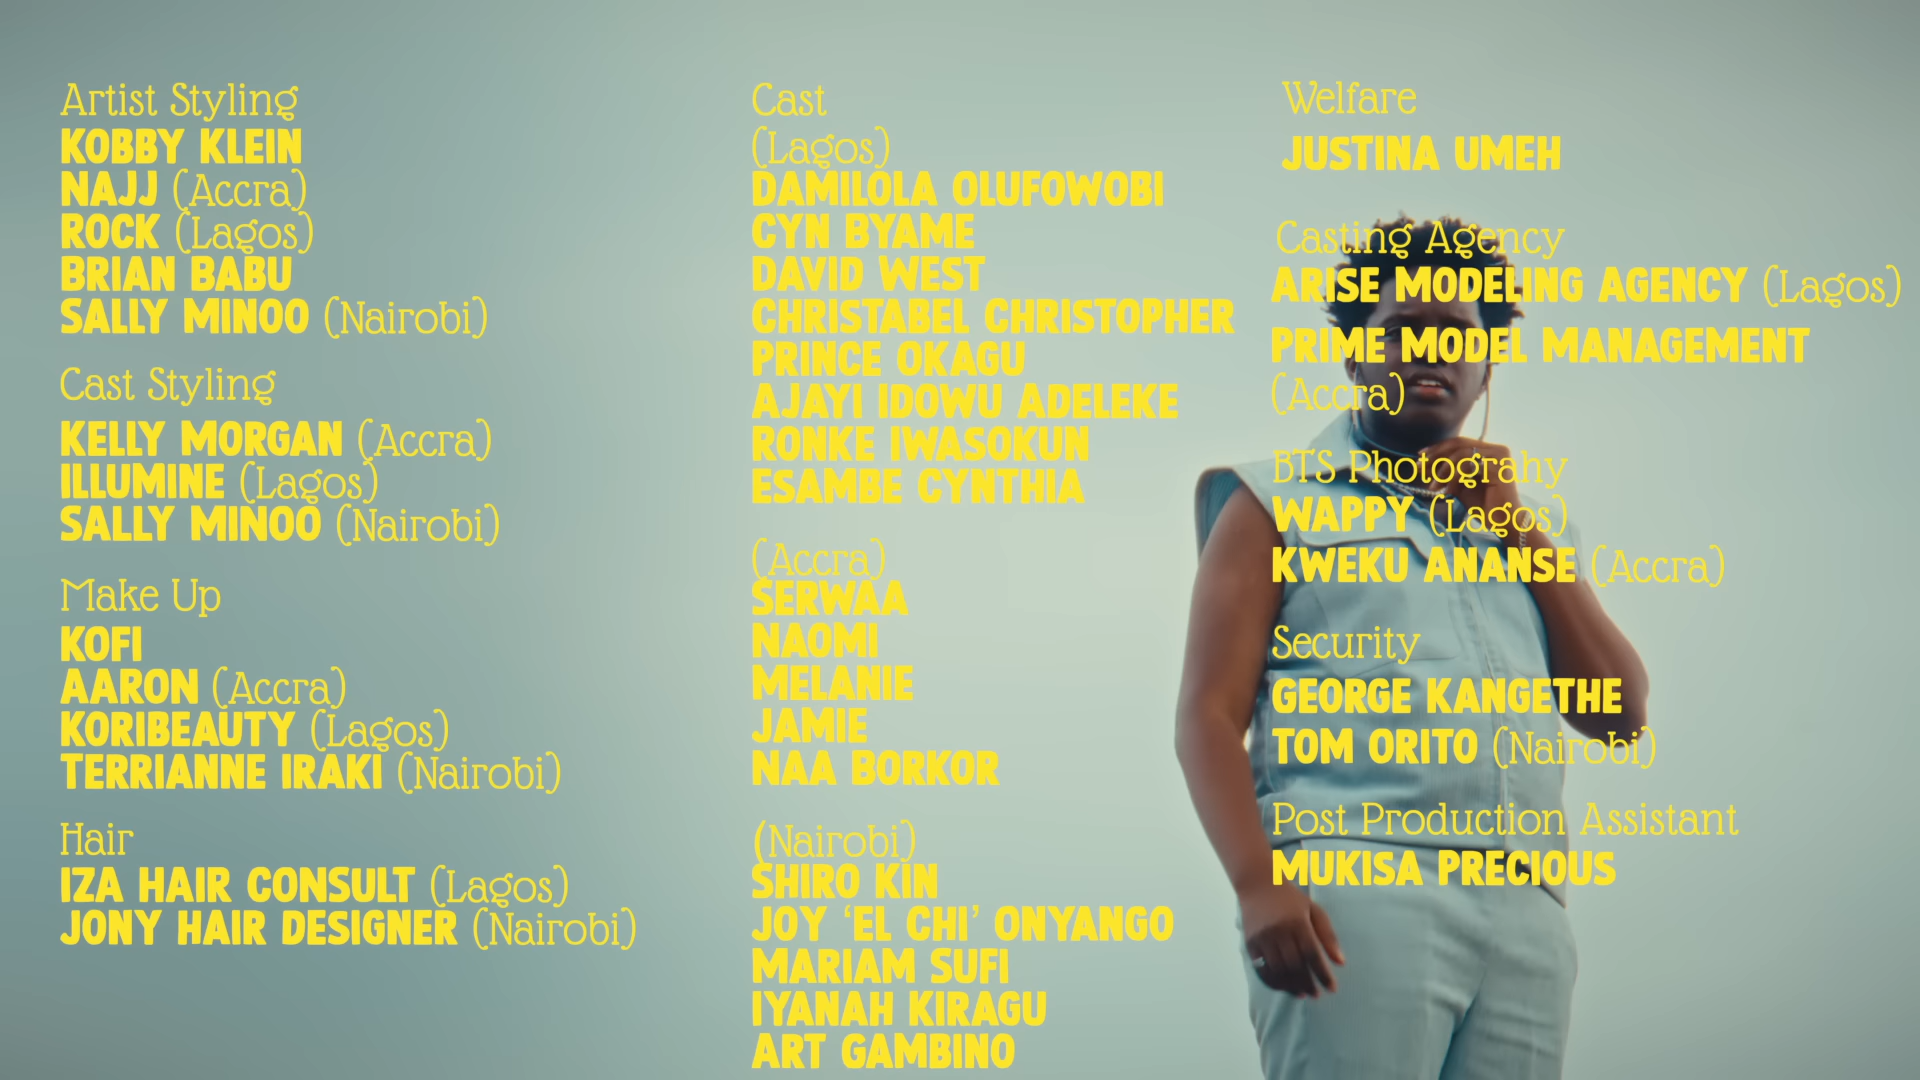 Artist Styling
KOBBY KLEIN
NAJJ (Accra)
ROCK (Lagos)
BRIAN BABU
SALLY MINOO (Nairobi)
Cast Styling
KELLY MORGAN (Accra)
ILLUMINE (Lagos)
SALLY MINOO (Nairobi)
Make Up
KOFI
AARON (Accra)
KORIBEAUTY (Lagos)
TERRIANNE IRAKI (Nairobi)
Hair
IZA HAIR CONSULT (Lagos)
JONY HAIR DESIGNER (Nairobi)
Cast
(Lagos)
DAMILOLA OLUFOWOBI
CYN BYAME
DAVID WEST
CHRISTABEL CHRISTOPHER
PRINCE OKAGU
AJAYI IDOWU ADELEKE
RONKE IWASOKUN
ESAMBE CYNTHIA
(Accra)
SERWAA
NAOMI
MELANIE
JAMIE
NAA BORKOR
(Nairobi)
SHIRO KIN
JOY ‘EL CHI’ ONYANGO
MARIAM SUFI
IYANAH KIRAGU
ART GAMBINO
Welfare
JUSTINA UMEH
Casting Agency
ARISE MODELING AGENCY (Lagos)
PRIME MODEL MANAGEMENT
(Accra)
BTS Photograhy
WAPPY (Lagos)
KWEKU ANANSE (Accra)
Security
GEORGE KANGETHE
TOM ORITO (Nairobi)
Post Production Assistant
MUKISA PRECIOUS